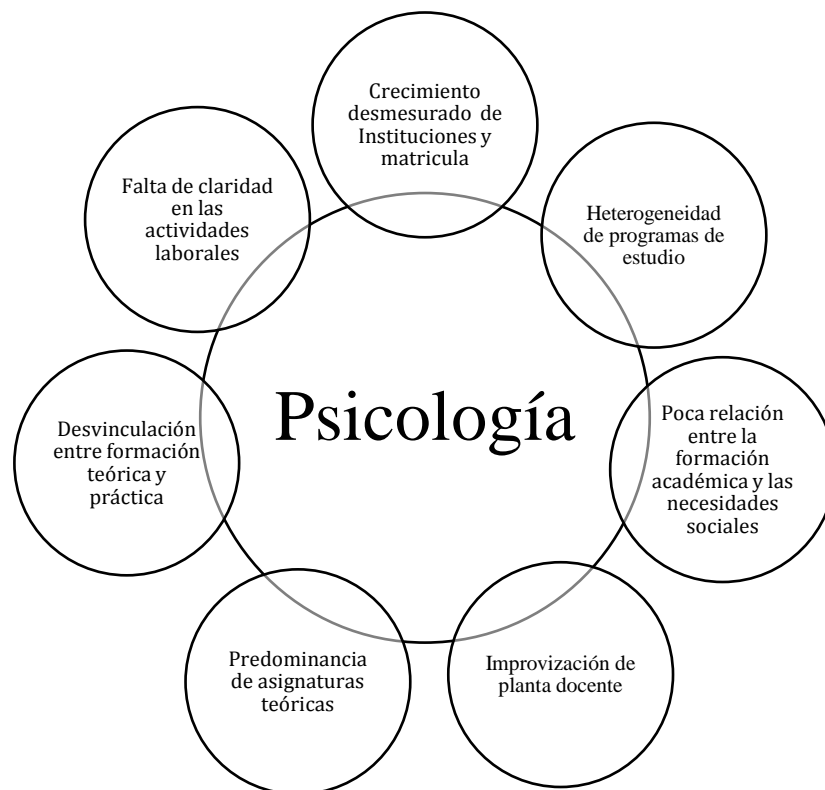 Crecimiento
desmesurado de
Instituciones y
matricula
Heterogeneidad
de programas de
estudio
Poca relación
entre la
formación
académica y las
necesidades
sociales
Improvización de
planta docente
Predominancia
de asignaturas
teóricas
Desvinculación
entre formación
teórica y
práctica
Falta de claridad
en las
actividades
laborales
Psicología